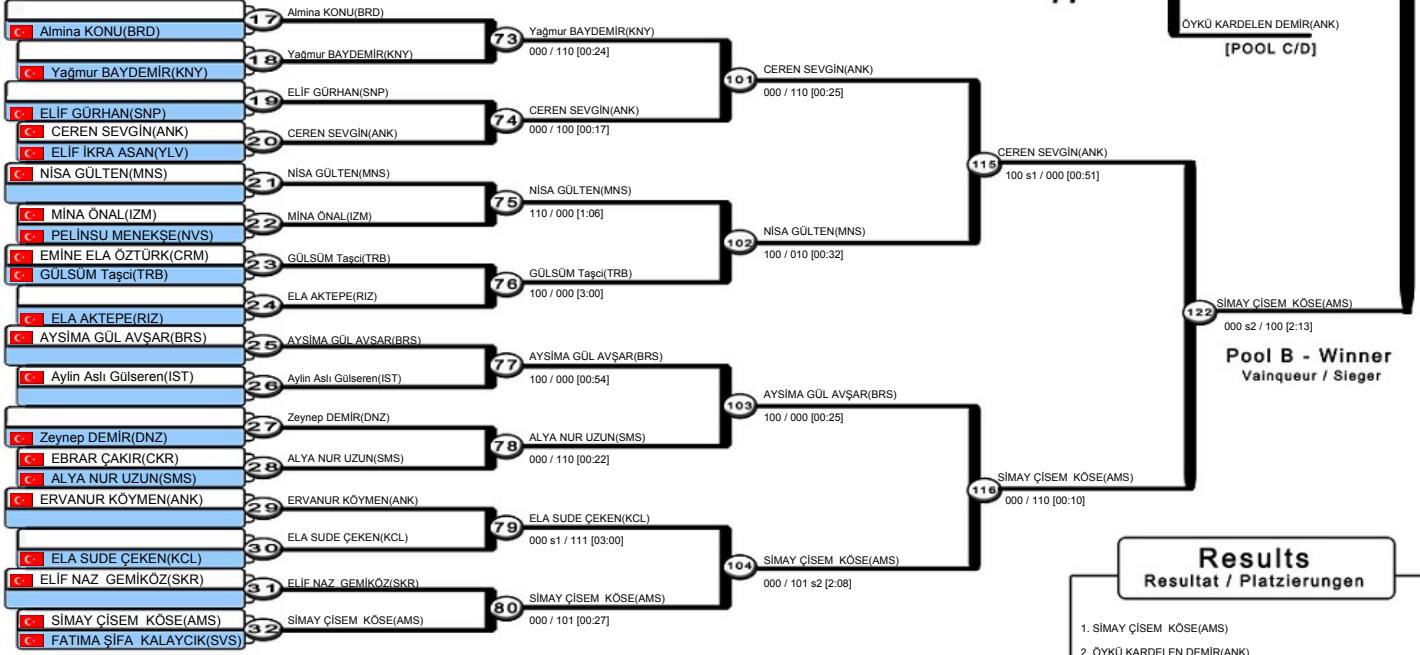 Almina KONU(BRD)
Yağmur BAYDEMİR(KNY)
ELİF GÜRHAN(SNP)
CEREN SEVGİN(ANK)
ELİF İKRA ASAN(YLV)
NİSA GÜLTEN(MNS)
MİNA ÖNAL(IZM)
PELİNSU MENEKŞE(NVS)
EMİNE ELA ÖZTÜRK(CRM)
GÜLSÜM Taşci(TRB)
ELA AKTEPE(RIZ)
AYSİMA GÜL AVŞAR(BRS)
Aylin Aslı Gülseren(IST)
Zeynep DEMİR(DNZ)
EBRAR ÇAKIR(CKR)
ALYA NUR UZUN(SMS)
ERVANUR KÖYMEN(ANK)
ELA SUDE ÇEKEN(KCL)
ELİF NAZ GEMİKÖZ(SKR)
SİMAY ÇİSEM KÖSE(AMS)
FATIMA ŞİFA KALAYCIK(SVS)
17
Almina KONU(BRD)
18
Yağmur BAYDEMİR(KNY)
19
ELİF GÜRHAN(SNP)
20
CEREN SEVGİN(ANK)
21
NİSA GÜLTEN(MNS)
22
MİNA ÖNAL(IZM)
23
GÜLSÜM Taşci(TRB)
24
ELA AKTEPE(RIZ)
25
AYSİMA GÜL AVŞAR(BRS)
26
Aylin Aslı Gülseren(IST)
27
Zeynep DEMİR(DNZ)
28
ALYA NUR UZUN(SMS)
29
ERVANUR KÖYMEN(ANK)
30
ELA SUDE ÇEKEN(KCL)
31
ELİF NAZ GEMİKÖZ(SKR)
32
SİMAY ÇİSEM KÖSE(AMS)
73
Yağmur BAYDEMİR(KNY)
000 / 110 [00:24]
74
CEREN SEVGİN(ANK)
000 / 100 [00:17]
75
NİSA GÜLTEN(MNS)
110 / 000 [1:06]
76
GÜLSÜM Taşci(TRB)
100 / 000 [3:00]
77
AYSİMA GÜL AVŞAR(BRS)
100 / 000 [00:54]
78
ALYA NUR UZUN(SMS)
000 / 110 [00:22]
79
ELA SUDE ÇEKEN(KCL)
000 s1 / 111 [03:00]
80
SİMAY ÇİSEM KÖSE(AMS)
000 / 101 [00:27]
101
CEREN SEVGİN(ANK)
000 / 110 [00:25]
102
NİSA GÜLTEN(MNS)
100 / 010 [00:32]
103
AYSİMA GÜL AVŞAR(BRS)
100 / 000 [00:25]
104
SİMAY ÇİSEM KÖSE(AMS)
000 / 101 s2 [2:08]
115
CEREN SEVGİN(ANK)
100 s1 / 000 [00:51]
116
SİMAY ÇİSEM KÖSE(AMS)
000 / 110 [00:10]
122
SİMAY ÇİSEM KÖSE(AMS)
000 s2 / 100 [2:13]
Pool B - Winner
Vainqueur / Sieger
ÖYKÜ KARDELEN DEMİR(ANK)
[POOL C/D]
Results
Resultat / Platzierungen
1. SİMAY ÇİSEM KÖSE(AMS)
2. ÖYKÜ KARDELEN DEMİR(ANK)